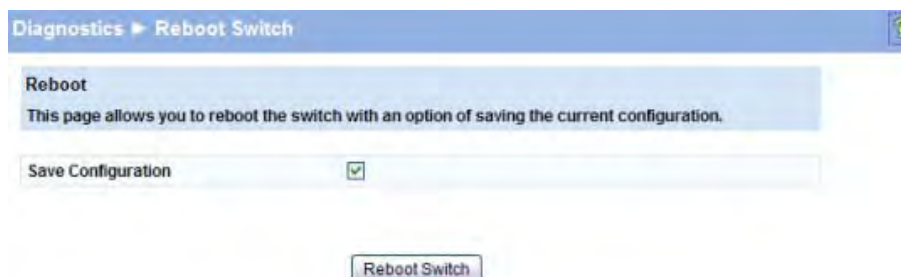 Diagnostics ► Reboot Switch
Reboot
This page allows you to reboot the switch with an option of saving the current configuration.
Save Configuration
Reboot Switch